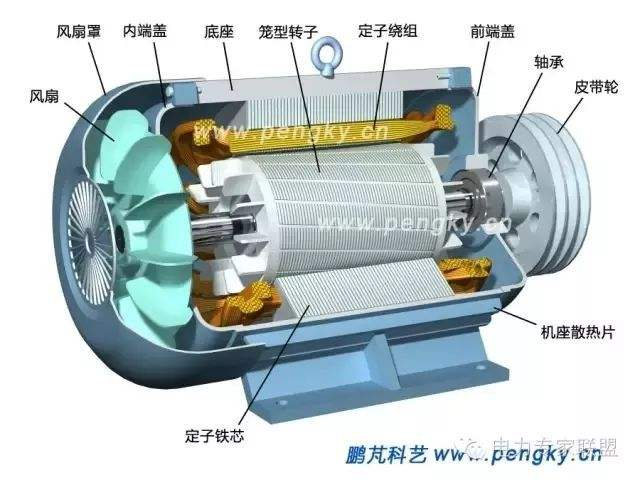 风扇罩
内端盖
底座
笼型转子
定子绕组
前端盖
轴承
皮带轮
风扇
www.pengky.cn
www.pengky.cn
机座散热片
定子铁芯
鹏芃科艺 www.pengky.cn
电力专家联盟